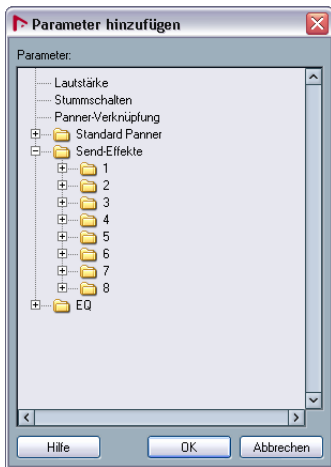 Parameter hinzufügen
Parameter:
Lautstärke
Stummschalten
Panner-Verknüpfung
Standard Panner
Send-Effekte
1
2
3
4
5
6
7
8
EQ
Hilfe OK Abbrechen